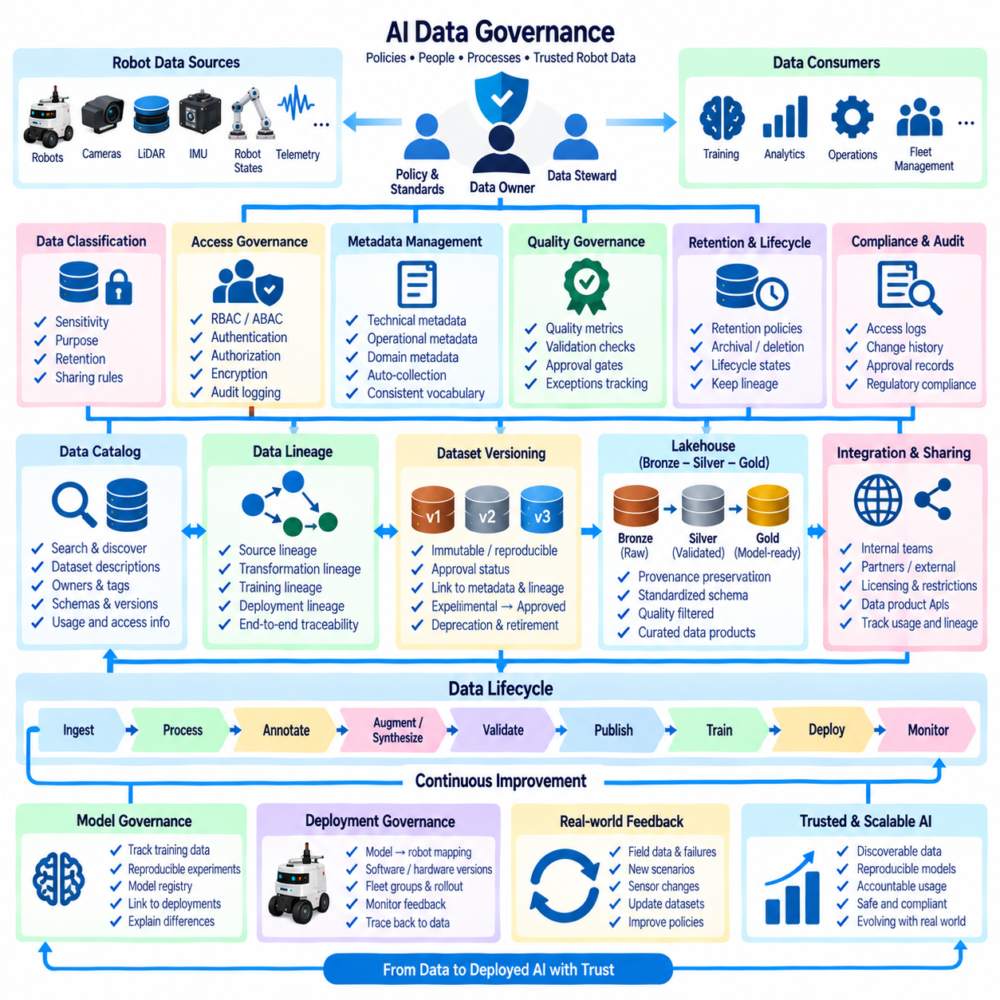 AI Data Governance
Policies • People • Processes • Trusted Robot Data
Robot Data Sources
Robots
Cameras
LiDAR
IMU
Robot
States
Telemetry
...
Policy &
Standards
Data Owner
Data Steward
Data Consumers
Training
Analytics
Operations
Fleet
Management
...
Data Classification
✓ Sensitivity
✓ Purpose
✓ Retention
✓ Sharing rules
Access Governance
✓ RBAC / ABAC
✓ Authentication
✓ Authorization
✓ Encryption
✓ Audit logging
Metadata Management
✓ Technical metadata
✓ Operational metadata
✓ Domain metadata
✓ Auto-collection
✓ Consistent vocabulary
Quality Governance
✓ Quality metrics
✓ Validation checks
✓ Approval gates
✓ Exceptions tracking
Retention & Lifecycle
✓ Retention policies
✓ Archival / deletion
✓ Lifecycle states
✓ Keep lineage
Compliance & Audit
✓ Access logs
✓ Change history
✓ Approval records
✓ Regulatory compliance
Data Catalog
✓ Search & discover
✓ Dataset descriptions
✓ Owners & tags
✓ Schemas & versions
✓ Usage and access info
Data Lineage
✓ Source lineage
✓ Transformation lineage
✓ Training lineage
✓ Deployment lineage
✓ End-to-end traceability
Dataset Versioning
v1
v2
v3
✓ Immutable / reproducible
✓ Approval status
✓ Link to metadata & lineage
✓ Expelimental → Approved
✓ Deprecation & retirement
Lakehouse
(Bronze – Silver – Gold)
Bronze
(Raw)
Silver
(Validated)
Gold
(Model-ready)
✓ Provenance preservation
✓ Standardized schema
✓ Quality filtered
✓ Curated data products
Integration & Sharing
✓ Internal teams
✓ Partners / external
✓ Licensing & restrictions
✓ Data product ApIs
✓ Track usage and lineage
Data Lifecycle
Ingest
Process
Annotate
Augment /
Synthesize
Validate
Publish
Train
Deploy
Monitor
Continuous Improvement
Model Governance
✓ Track training data
✓ Reproducible experiments
✓ Model registry
✓ Link to deployments
✓ Explain differences
Deployment Governance
✓ Model → robot mapping
✓ Software / hardware versions
✓ Fleet groups & rollout
✓ Monitor feedback
✓ Trace back to data
Real-world Feedback
✓ Field data & failures
✓ New scenarios
✓ Sensor changes
✓ Update datasets
✓ Improve policies
Trusted & Scalable AI
✓ Discoverable data
✓ Reproducible models
✓ Accountable usage
✓ Safe and compliant
✓ Evolving with real world
From Data to Deployed AI with Trust